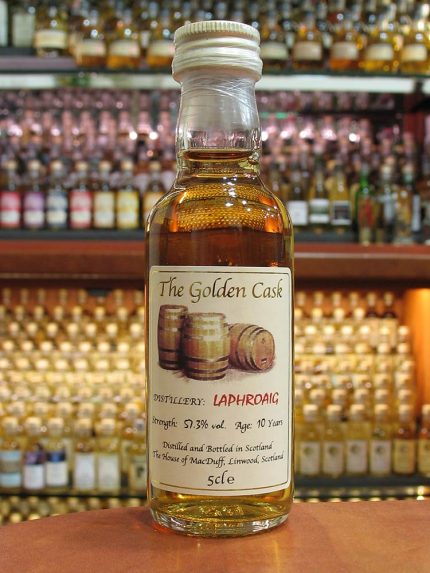 The Golden Cask
DISTILLERY: LAPHROAIG
Strength: 57.3% vol. Age: 10 Years
Distilled and Bottled in Scotland
The House of MacDuff, Linwood, Scotland
5cl e